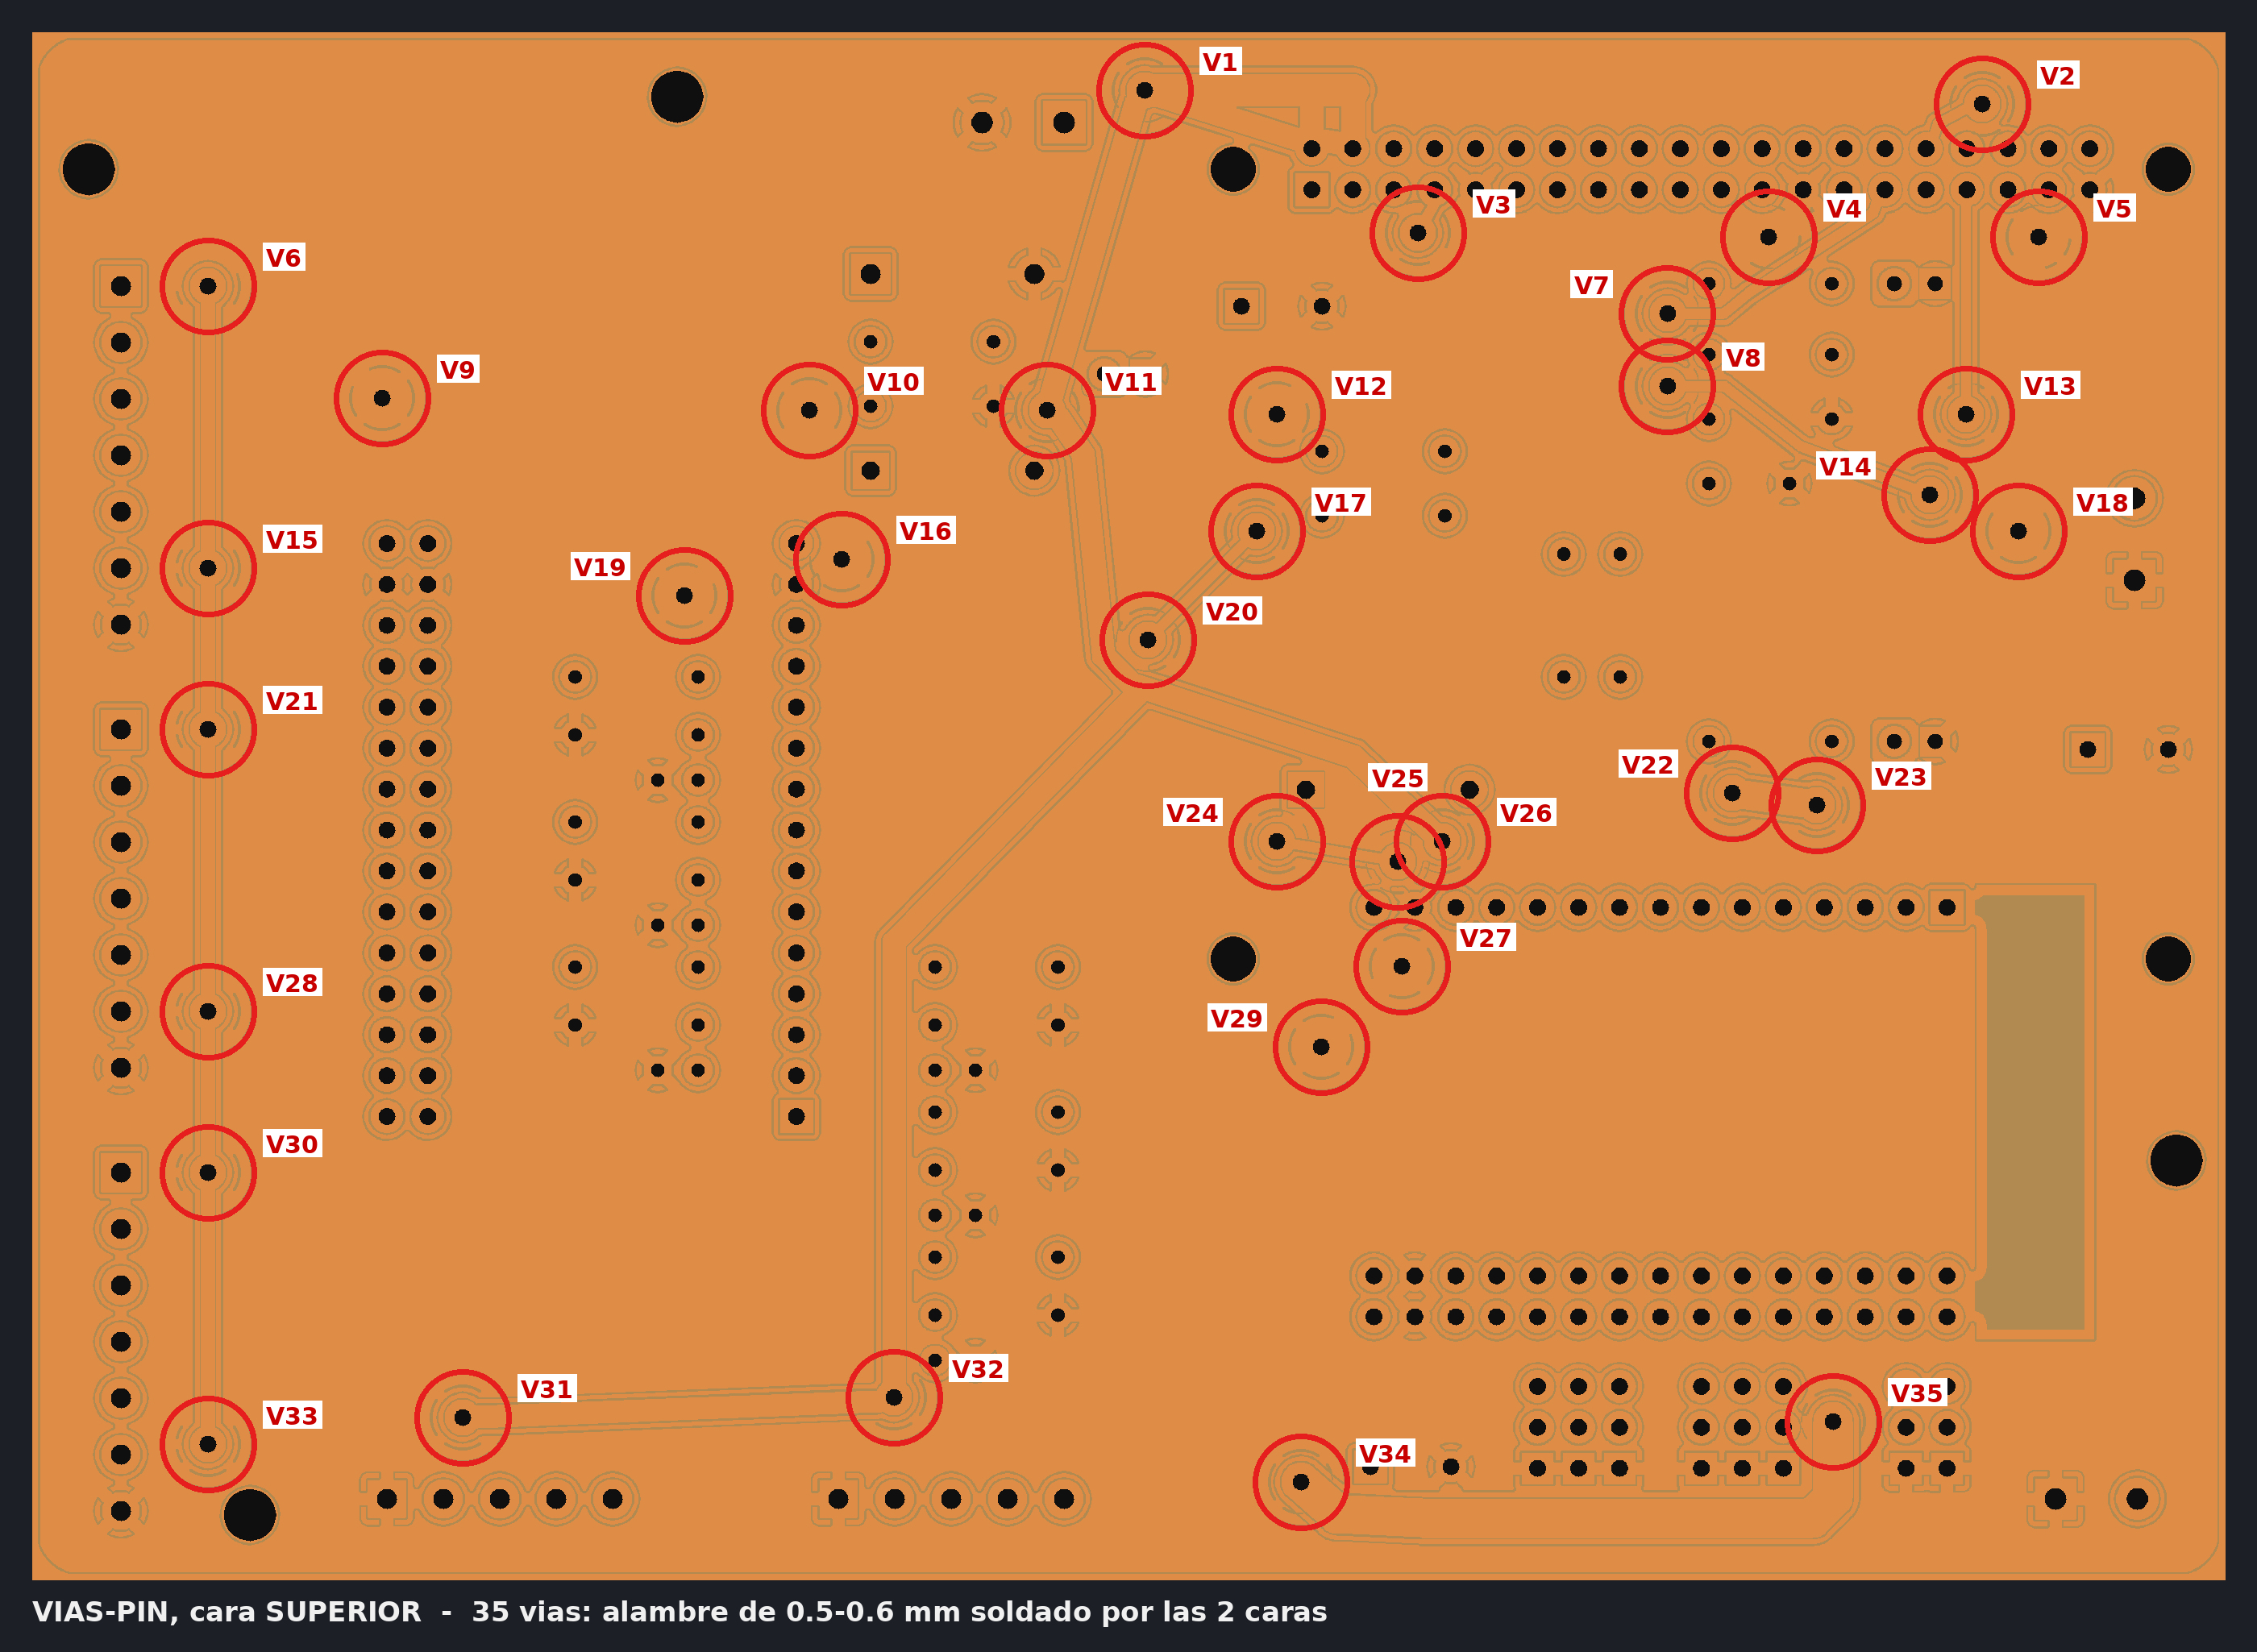 V1
V2
V3
V4
V5
V6
V7
V8
V9
V10
V11
V12
V13
V14
V15
V16
V17
V18
V19
V20
V21
V22
V23
V24
V25
V26
V27
V28
V29
V30
V31
V32
V33
V34
V35
VIAS-PIN, cara SUPERIOR - 35 vias: alambre de 0.5-0.6 mm soldado por las 2 caras